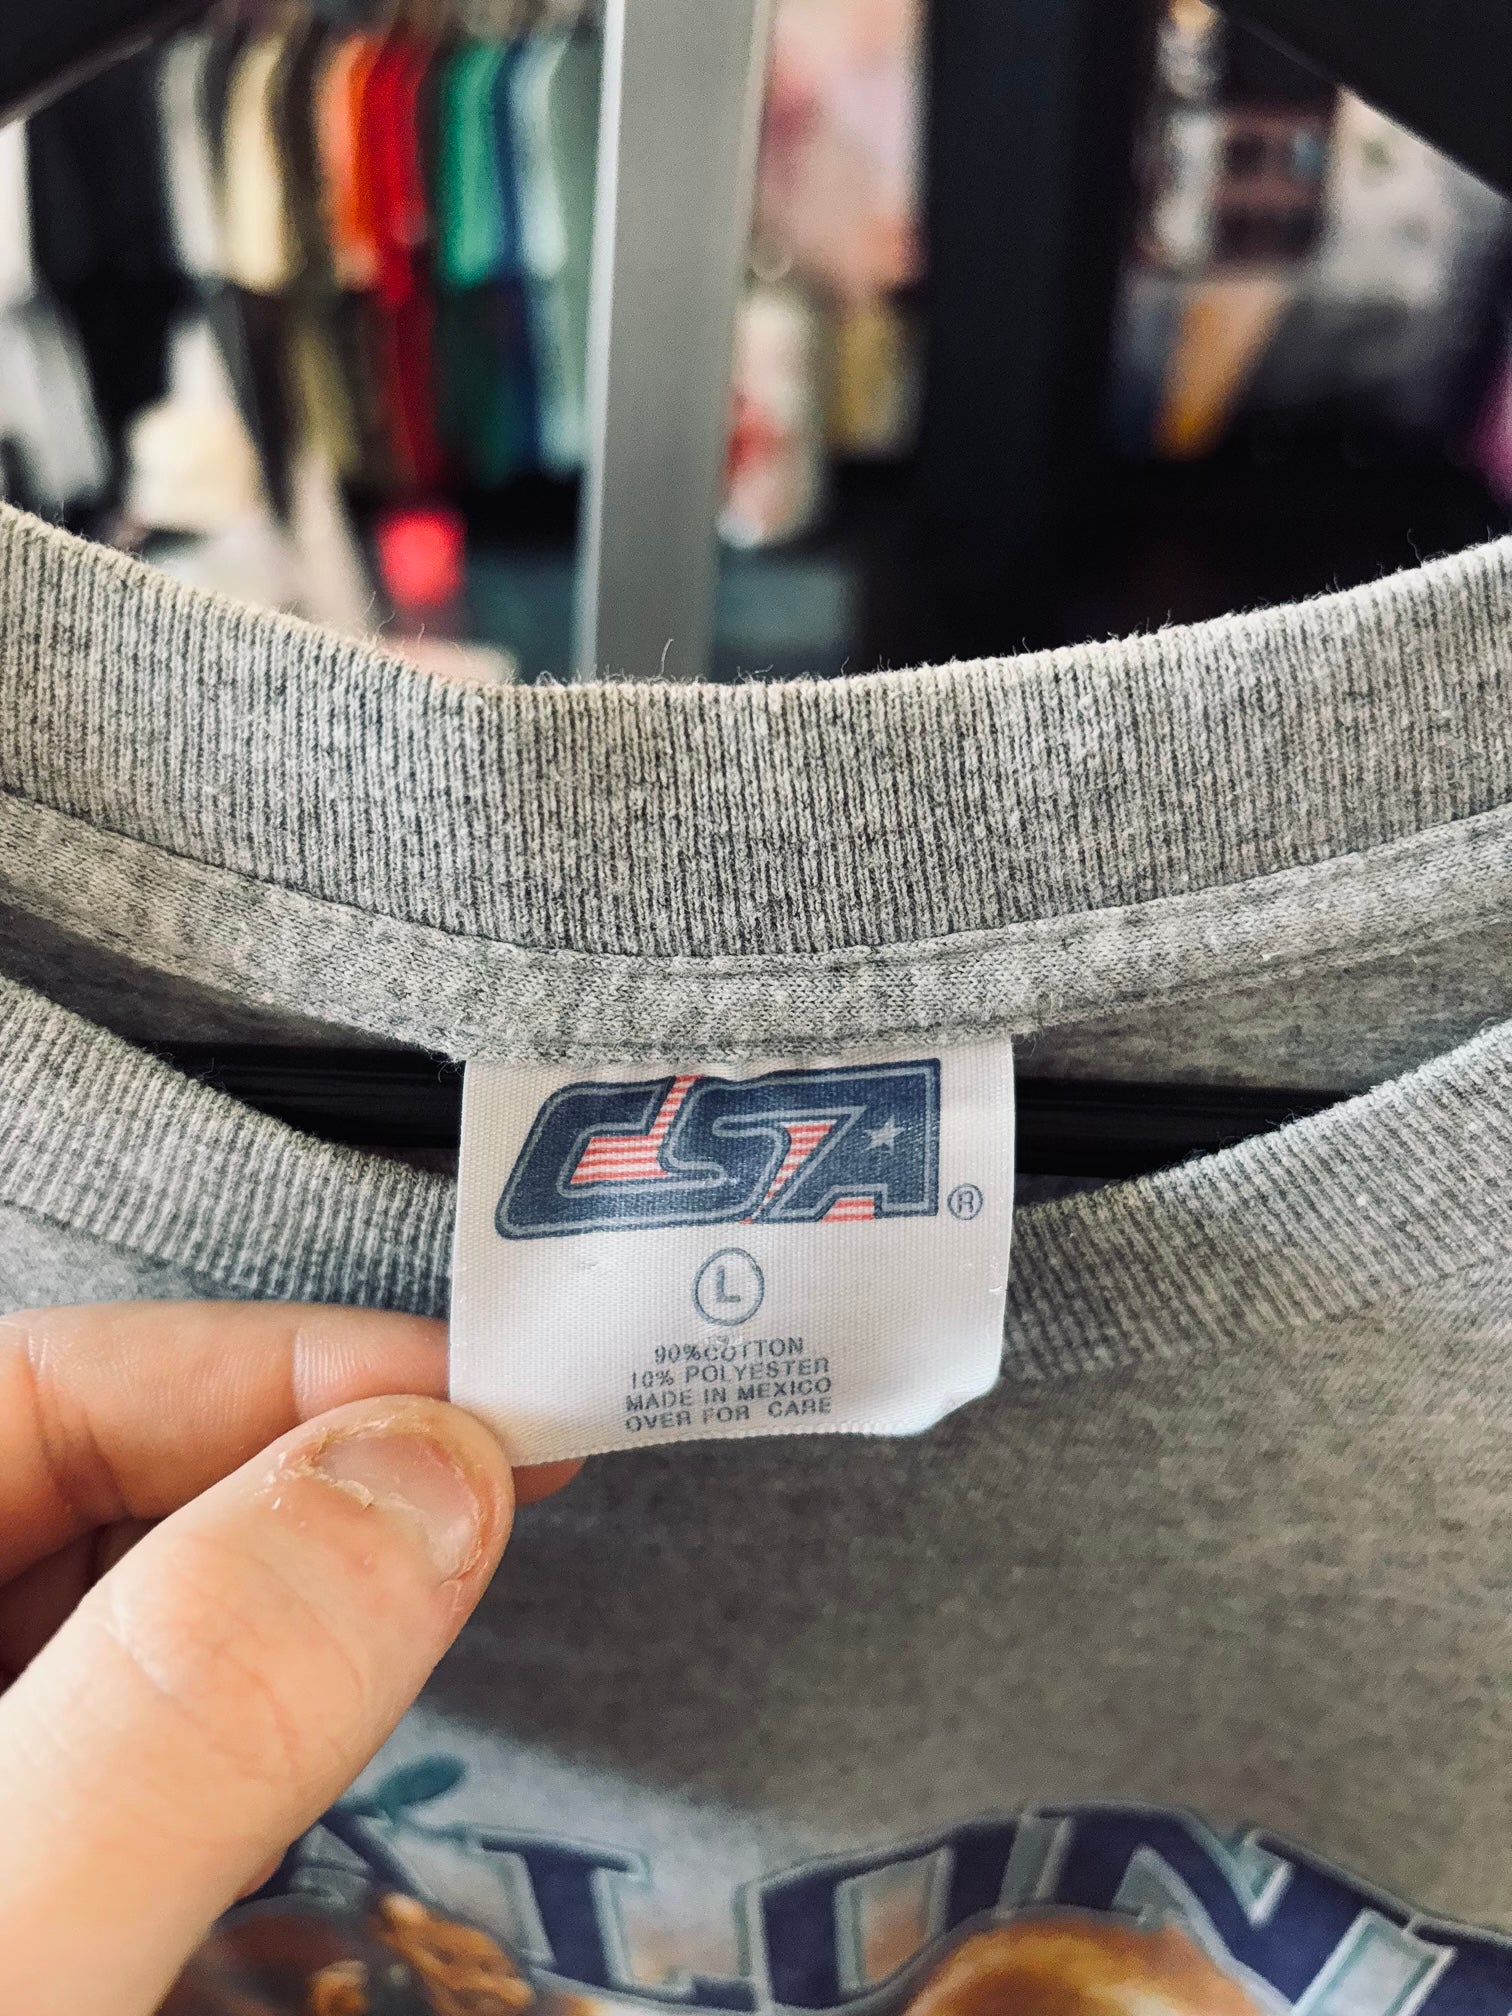 CSA ®
L
90%COTTON
10% POLYESTER
MADE IN MEXICO
OVER FOR CARE